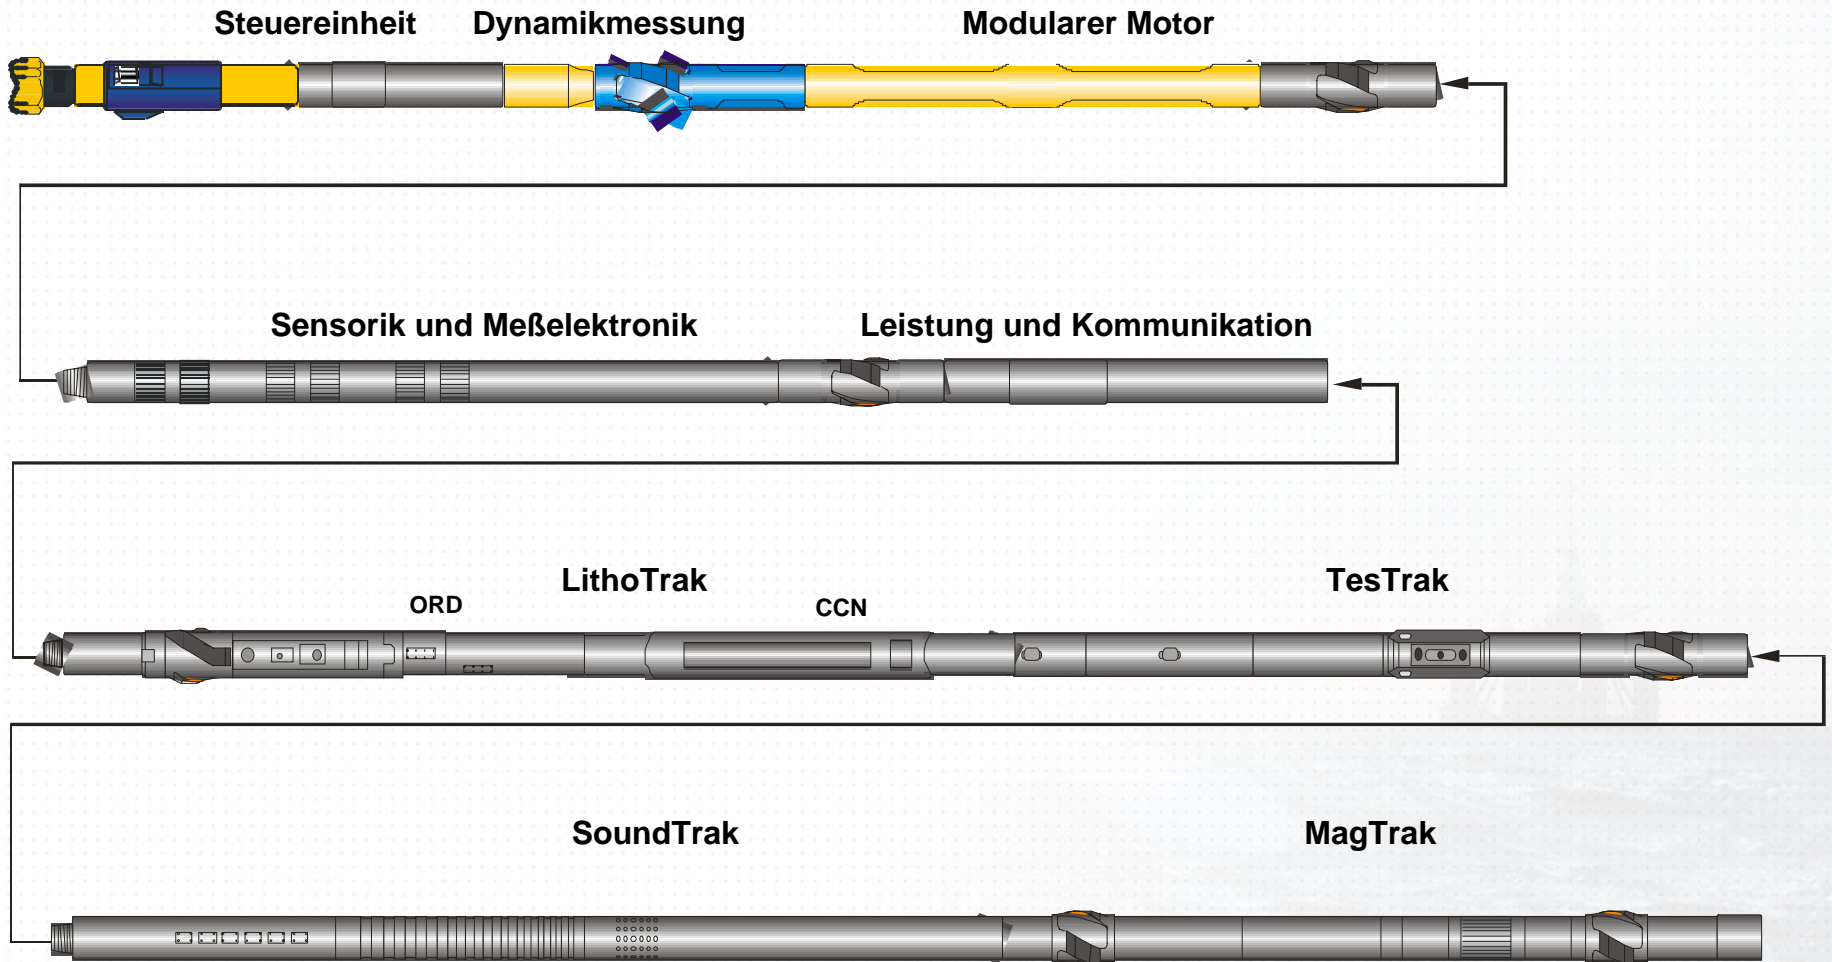 Steuereinheit
Dynamikmessung
Modularer Motor
Sensorik und Meßelektronik
Leistung und Kommunikation
LithoTrak
TesTrak
ORD
CCN
SoundTrak
MagTrak